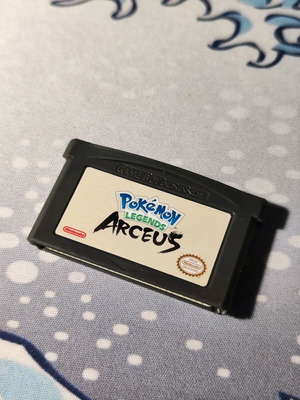 GAME BOY ADVANCE
POKéMON
LEGENDS
ARCEUS
Nintendo